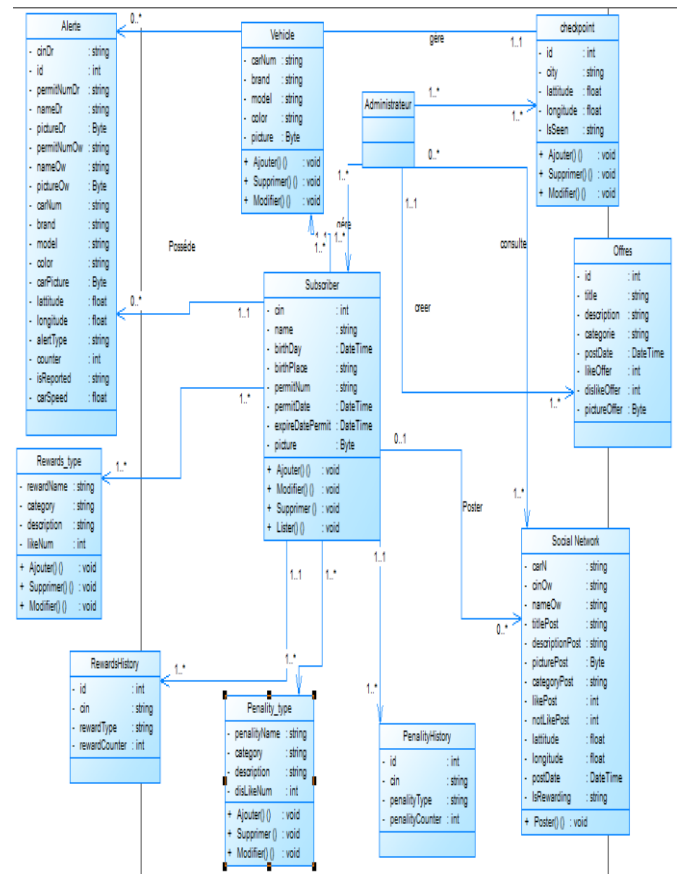 Alerte
- cinDr : string
- id : int
- permitNumDr : string
- nameDr : string
- pictureDr : Byte
- permitNumOw : string
- nameOw : string
- pictureOw : Byte
- carNum : string
- brand : string
- model : string
- color : string
- carPicture : Byte
- lattitude : float
- longitude : float
- alertType : string
- counter : int
- isReported : string
- carSpeed : float
0..*
gére
1..1
Vehicle
- carNum : string
- brand : string
- model : string
- color : string
- picture : Byte
+ Ajouter() () : void
+ Supprimer() () : void
+ Modifier() () : void
checkpoint
- id : int
- city : string
- lattitude : float
- longitude : float
- IsSeen : string
+ Ajouter() () : void
+ Supprimer() () : void
+ Modifier() () : void
Administrateur
1..*
1..*
0..*
1..*
1..1
gére
1..*
1..*
consulte
creer
1..*
1..*
Offres
- id : int
- title : string
- description : string
- categorie : string
- postDate : DateTime
- likeOffer : int
- dislikeOffer : int
- pictureOffer : Byte
Posséde
0..*
1..1
Subscriber
- cin : int
- name : string
- birthDay : DateTime
- birthPlace : string
- permitNum : string
- permitDate : DateTime
- expireDatePermit : DateTime
- picture : Byte
+ Ajouter() () : void
+ Modifier() () : void
+ Supprimer () : void
+ Lister() () : void
1..*
1..*
Rewards_type
- rewardName : string
- category : string
- description : string
- likeNum : int
+ Ajouter() () : void
+ Supprimer() () : void
+ Modifier() () : void
0..1
Poster
0..*
Social Network
- carN : string
- cinOw : string
- nameOw : string
- titlePost : string
- descriptionPost : string
- picturePost : Byte
- categoryPost : string
- likePost : int
- notLikePost : int
- lattitude : float
- longitude : float
- postDate : DateTime
- IsRewarding : string
+ Poster() () : void
1..1
1..*
1..1
RewardsHistory
- id : int
- cin : string
- rewardType : string
- rewardCounter : int
1..*
1..*
Penality_type
- penalityName : string
- category : string
- description : string
- disLikeNum : int
+ Ajouter() () : void
+ Supprimer () : void
+ Modifier() () : void
1..*
PenalityHistory
- id : int
- cin : string
- penalityType : string
- penalityCounter : int